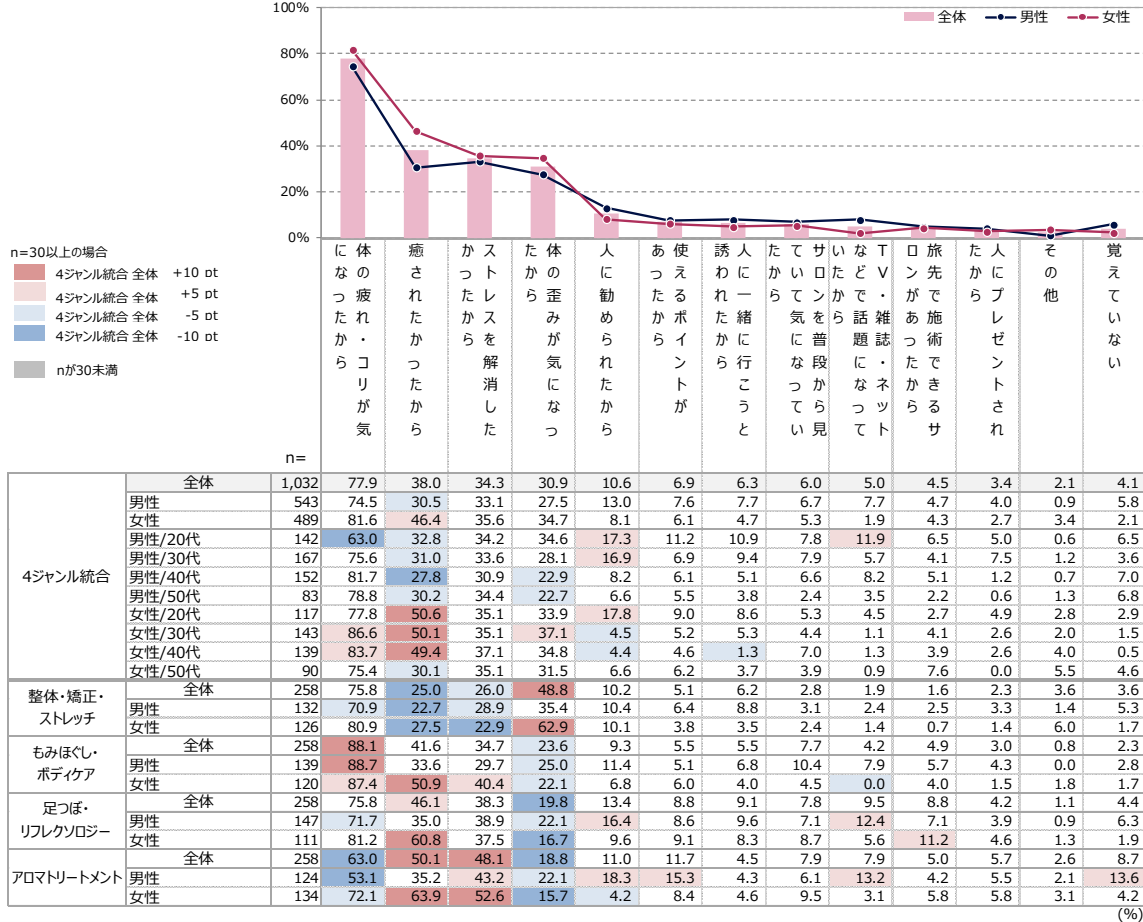 100%
80%
60%
40%
20%
0%
全体 男性 女性
n=30以上の場合
4ジャンル統合 全体 +10 pt
4ジャンル統合 全体 +5 pt
4ジャンル統合 全体 -5 pt
4ジャンル統合 全体 -10 pt
nが30未満
体の疲れ・コリが気
になったから
癒されたかったから
ストレスを解消した
かったから
体の歪みが気になっ
たから
人に勧められたから
使えるポイントが
あったから
人に一緒に行こうと
誘われたから
サロンを普段から見
ていて気になってい
たから
TV・雑誌・ネット
などで話題になって
いたから
旅先で施術できるサ
ロンがあったから
人にプレゼントされ
たから
その他
覚えていない
n=
4ジャンル統合
全体 1,032 77.9 38.0 34.3 30.9 10.6 6.9 6.3 6.0 5.0 4.5 3.4 2.1 4.1
男性 543 74.5 30.5 33.1 27.5 13.0 7.6 7.7 6.7 7.7 4.7 4.0 0.9 5.8
女性 489 81.6 46.4 35.6 34.7 8.1 6.1 4.7 5.3 1.9 4.3 2.7 3.4 2.1
男性/20代 142 63.0 32.8 34.2 34.6 17.3 11.2 10.9 7.8 11.9 6.5 5.0 0.6 6.5
男性/30代 167 75.6 31.0 33.6 28.1 16.9 6.9 9.4 7.9 5.7 4.1 7.5 1.2 3.6
男性/40代 152 81.7 27.8 30.9 22.9 8.2 6.1 5.1 6.6 8.2 5.1 1.2 0.7 7.0
男性/50代 83 78.8 30.2 34.4 22.7 6.6 5.5 3.8 2.4 3.5 2.2 0.6 1.3 6.8
女性/20代 117 77.8 50.6 35.1 33.9 17.8 9.0 8.6 5.3 4.5 2.7 4.9 2.8 2.9
女性/30代 143 86.6 50.1 35.1 37.1 4.5 5.2 5.3 4.4 1.1 4.1 2.6 2.0 1.5
女性/40代 139 83.7 49.4 37.1 34.8 4.4 4.6 1.3 7.0 1.3 3.9 2.6 4.0 0.5
女性/50代 90 75.4 30.1 35.1 31.5 6.6 6.2 3.7 3.9 0.9 7.6 0.0 5.5 4.6
整体・矯正・
ストレッチ
全体 258 75.8 25.0 26.0 48.8 10.2 5.1 6.2 2.8 1.9 1.6 2.3 3.6 3.6
男性 132 70.9 22.7 28.9 35.4 10.4 6.4 8.8 3.1 2.4 2.5 3.3 1.4 5.3
女性 126 80.9 27.5 22.9 62.9 10.1 3.8 3.5 2.4 1.4 0.7 1.4 6.0 1.7
もみほぐし・
ボディケア
全体 258 88.1 41.6 34.7 23.6 9.3 5.5 5.5 7.7 4.2 4.9 3.0 0.8 2.3
男性 139 88.7 33.6 29.7 25.0 11.4 5.1 6.8 10.4 7.9 5.7 4.3 0.0 2.8
女性 120 87.4 50.9 40.4 22.1 6.8 6.0 4.0 4.5 0.0 4.0 1.5 1.8 1.7
足つぼ・
リフレクソロジー
全体 258 75.8 46.1 38.3 19.8 13.4 8.8 9.1 7.8 9.5 8.8 4.2 1.1 4.4
男性 147 71.7 35.0 38.9 22.1 16.4 8.6 9.6 7.1 12.4 7.1 3.9 0.9 6.3
女性 111 81.2 60.8 37.5 16.7 9.6 9.1 8.3 8.7 5.6 11.2 4.6 1.3 1.9
アロマトリートメント
全体 258 63.0 50.1 48.1 18.8 11.0 11.7 4.5 7.9 7.9 5.0 5.7 2.6 8.7
男性 124 53.1 35.2 43.2 22.1 18.3 15.3 4.3 6.1 13.2 4.2 5.5 2.1 13.6
女性 134 72.1 63.9 52.6 15.7 4.2 8.4 4.6 9.5 3.1 5.8 5.8 3.1 4.2
(%)